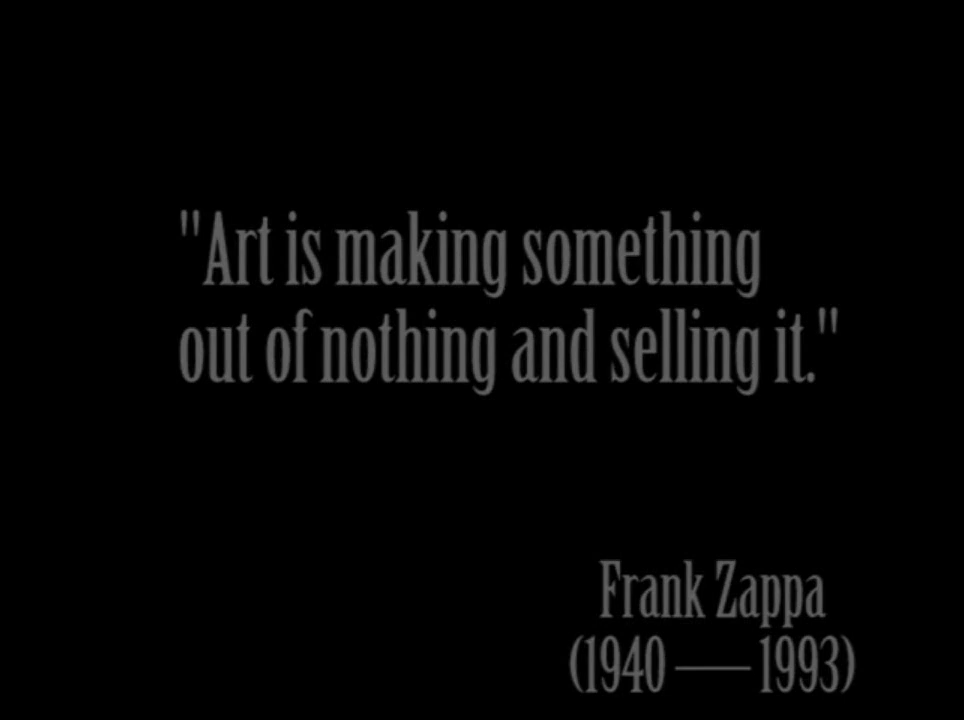 "Art is making something
out of nothing and selling it."
Frank Zappa
(1940 — 1993)